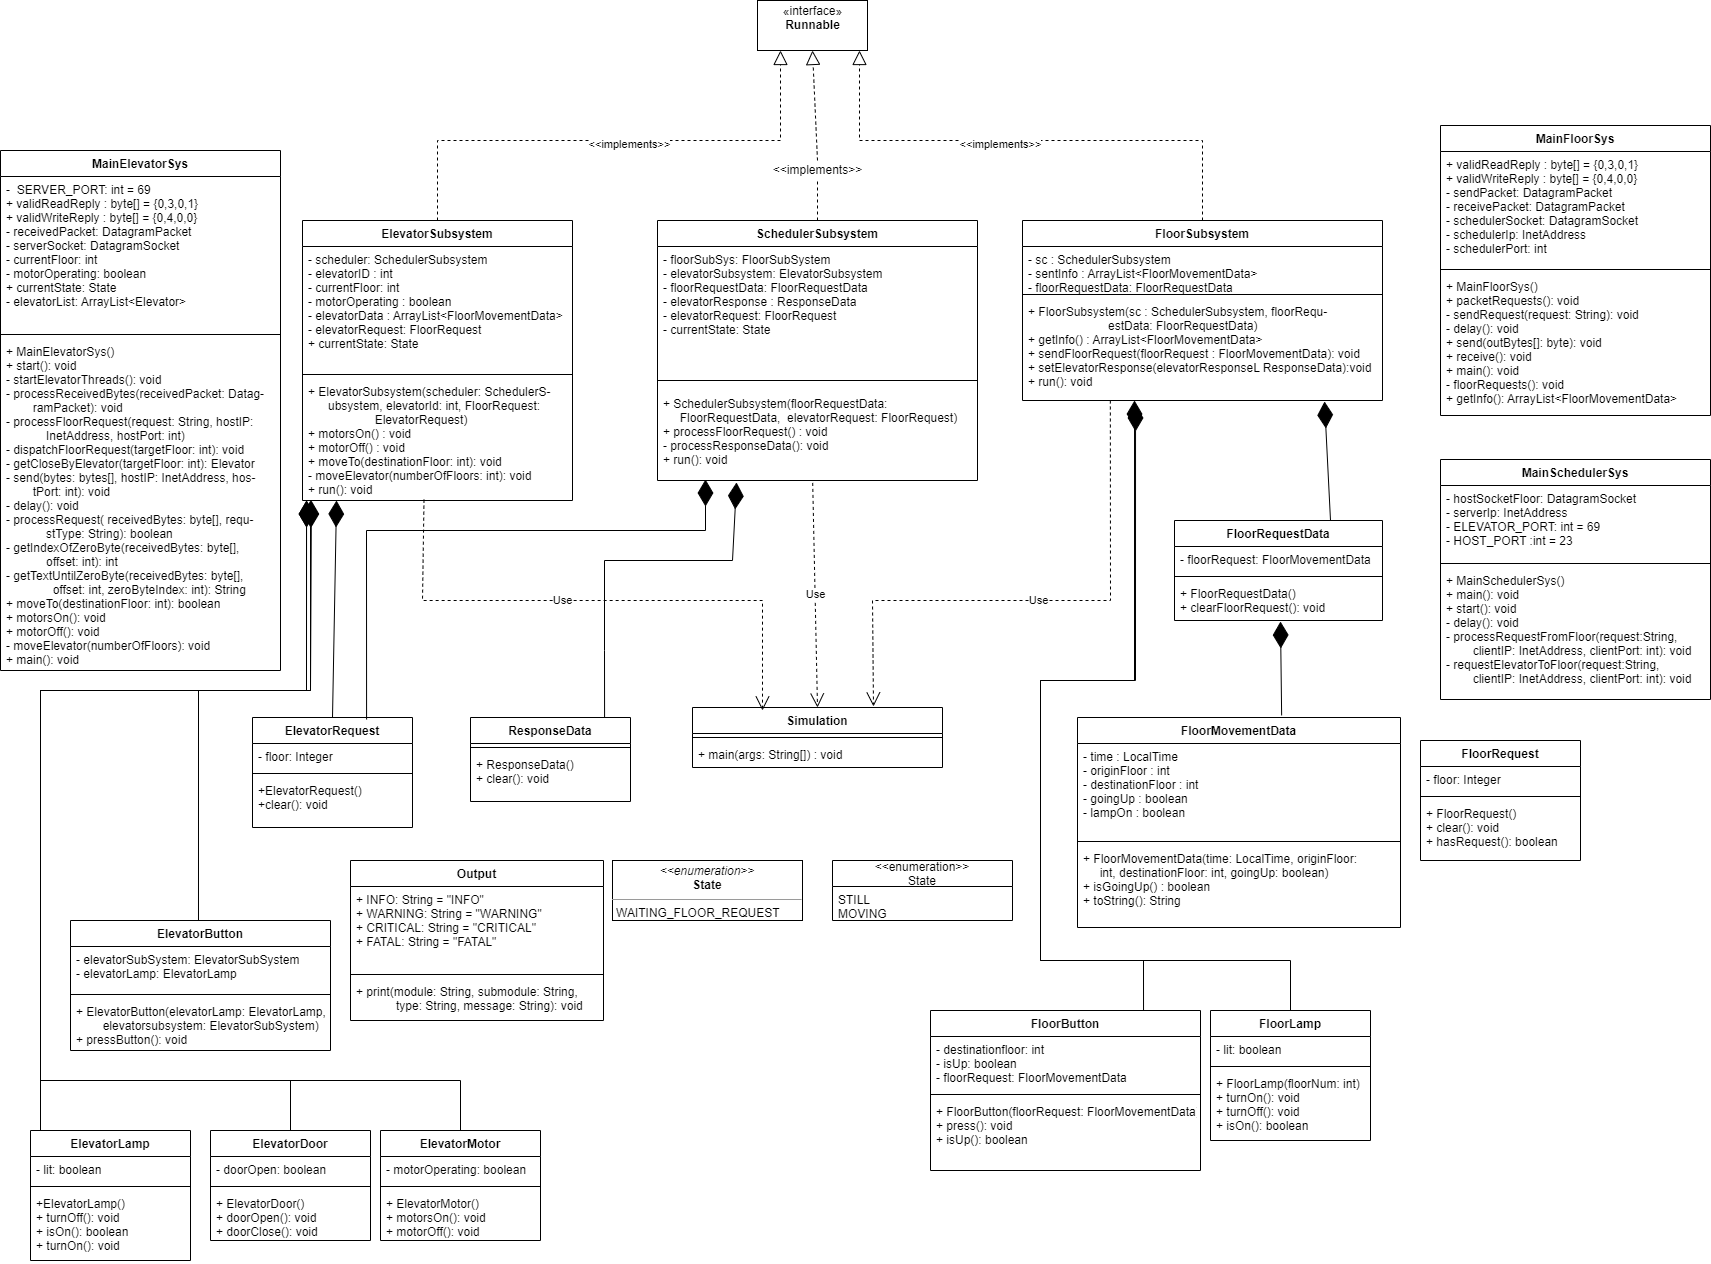 «interface»
Runnable
<<implements>>
<<implements>>
<<implements>>
MainElevatorSys
-  SERVER_PORT: int = 69
+ validReadReply : byte[] = {0,3,0,1}
+ validWriteReply : byte[] = {0,4,0,0}
- receivedPacket: DatagramPacket
- serverSocket: DatagramSocket
- currentFloor: int
- motorOperating: boolean
+ currentState: State
- elevatorList: ArrayList<Elevator>
+ MainElevatorSys()
+ start(): void
- startElevatorThreads(): void
- processReceivedBytes(receivedPacket: Datag-
ramPacket): void
- processFloorRequest(request: String, hostIP:
InetAddress, hostPort: int)
- dispatchFloorRequest(targetFloor: int): void
- getCloseByElevator(targetFloor: int): Elevator
- send(bytes: bytes[], hostIP: InetAddress, hos-
tPort: int): void
- delay(): void
- processRequest( receivedBytes: byte[], requ-
stType: String): boolean
- getIndexOfZeroByte(receivedBytes: byte[],
offset: int): int
- getTextUntilZeroByte(receivedBytes: byte[],
offset: int, zeroByteIndex: int): String
+ moveTo(destinationFloor: int): boolean
+ motorsOn(): void
+ motorOff(): void
- moveElevator(numberOfFloors): void
+ main(): void
ElevatorSubsystem
- scheduler: SchedulerSubsystem
- elevatorID : int
- currentFloor: int
- motorOperating : boolean
- elevatorData : ArrayList<FloorMovementData>
- elevatorRequest: FloorRequest
+ currentState: State
+ ElevatorSubsystem(scheduler: SchedulerS-
ubsystem, elevatorId: int, FloorRequest:
ElevatorRequest)
+ motorsOn() : void
+ motorOff() : void
+ moveTo(destinationFloor: int): void
- moveElevator(numberOfFloors: int): void
+ run(): void
SchedulerSubsystem
- floorSubSys: FloorSubSystem
- elevatorSubsystem: ElevatorSubsystem
- floorRequestData: FloorRequestData
- elevatorResponse : ResponseData
- elevatorRequest: FloorRequest
- currentState: State
+ SchedulerSubsystem(floorRequestData:
FloorRequestData,  elevatorRequest: FloorRequest)
+ processFloorRequest() : void
- processResponseData(): void
+ run(): void
FloorSubsystem
- sc : SchedulerSubsystem
- sentInfo : ArrayList<FloorMovementData>
- floorRequestData: FloorRequestData
+ FloorSubsystem(sc : SchedulerSubsystem, floorRequ-
estData: FloorRequestData)
+ getInfo() : ArrayList<FloorMovementData>
+ sendFloorRequest(floorRequest : FloorMovementData): void
+ setElevatorResponse(elevatorResponseL ResponseData):void
+ run(): void
MainFloorSys
+ validReadReply : byte[] = {0,3,0,1}
+ validWriteReply : byte[] = {0,4,0,0}
- sendPacket: DatagramPacket
- receivePacket: DatagramPacket
- schedulerSocket: DatagramSocket
- schedulerIp: InetAddress
- schedulerPort: int
+ MainFloorSys()
+ packetRequests(): void
- sendRequest(request: String): void
- delay(): void
+ send(outBytes[]: byte): void
+ receive(): void
+ main(): void
- floorRequests(): void
+ getInfo(): ArrayList<FloorMovementData>
MainSchedulerSys
- hostSocketFloor: DatagramSocket
- serverIp: InetAddress
- ELEVATOR_PORT: int = 69
- HOST_PORT :int = 23
+ MainSchedulerSys()
+ main(): void
+ start(): void
- delay(): void
- processRequestFromFloor(request:String,
clientIP: InetAddress, clientPort: int): void
- requestElevatorToFloor(request:String,
clientIP: InetAddress, clientPort: int): void
FloorRequestData
- floorRequest: FloorMovementData
+ FloorRequestData()
+ clearFloorRequest(): void
Use
Use
Use
ElevatorRequest
- floor: Integer
+ElevatorRequest()
+clear(): void
ResponseData
+ ResponseData()
+ clear(): void
Simulation
+ main(args: String[]) : void
FloorMovementData
- time : LocalTime
- originFloor : int
- destinationFloor : int
- goingUp : boolean
- lampOn : boolean
+ FloorMovementData(time: LocalTime, originFloor:
int, destinationFloor: int, goingUp: boolean)
+ isGoingUp() : boolean
+ toString(): String
FloorRequest
- floor: Integer
+ FloorRequest()
+ clear(): void
+ hasRequest(): boolean
Output
+ INFO: String = "INFO"
+ WARNING: String = "WARNING"
+ CRITICAL: String = "CRITICAL"
+ FATAL: String = "FATAL"
+ print(module: String, submodule: String,
type: String, message: String): void
<<enumeration>>
State
WAITING_FLOOR_REQUEST
<<enumeration>>
State
STILL
MOVING
ElevatorButton
- elevatorSubSystem: ElevatorSubSystem
- elevatorLamp: ElevatorLamp
+ ElevatorButton(elevatorLamp: ElevatorLamp,
elevatorsubsystem: ElevatorSubSystem)
+ pressButton(): void
FloorButton
- destinationfloor: int
- isUp: boolean
- floorRequest: FloorMovementData
+ FloorButton(floorRequest: FloorMovementData
+ press(): void
+ isUp(): boolean
FloorLamp
- lit: boolean
+ FloorLamp(floorNum: int)
+ turnOn(): void
+ turnOff(): void
+ isOn(): boolean
ElevatorLamp
- lit: boolean
+ElevatorLamp()
+ turnOff(): void
+ isOn(): boolean
+ turnOn(): void
ElevatorDoor
- doorOpen: boolean
+ ElevatorDoor()
+ doorOpen(): void
+ doorClose(): void
ElevatorMotor
- motorOperating: boolean
+ ElevatorMotor()
+ motorsOn(): void
+ motorOff(): void